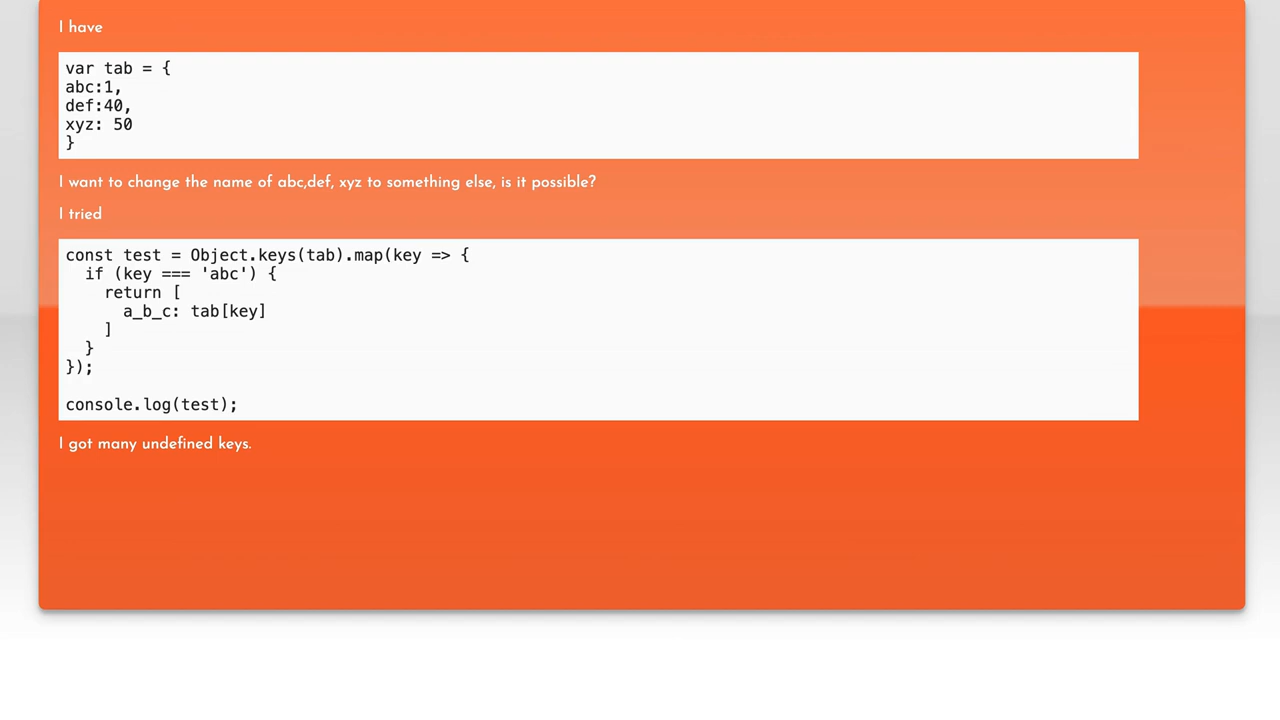 I have
var tab = {
abc:1,
def:40,
xyz: 50
}
I want to change the name of abc,def, xyz to something else, is it possible?
I tried
const test = Object.keys(tab).map(key => {
  if (key === 'abc') {
    return [
      a_b_c: tab[key]
    ]
  }
});

console.log(test);
I got many undefined keys.